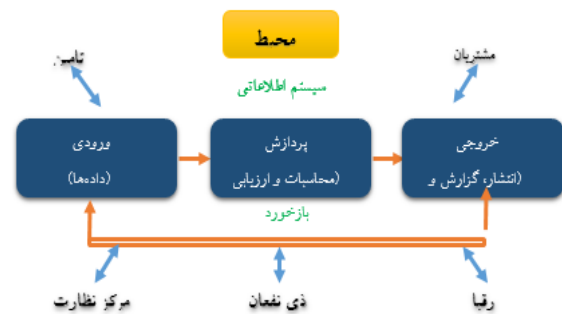 محیط
مشتریان
تامین
سیستم اطلاعاتی
ورودی
(داده‌ها)
پردازش
(محاسبات و ارزیابی
خروجی
(انتشار، گزارش و
بازخورد
مرکز نظارت
ذی نفعان
رقبا